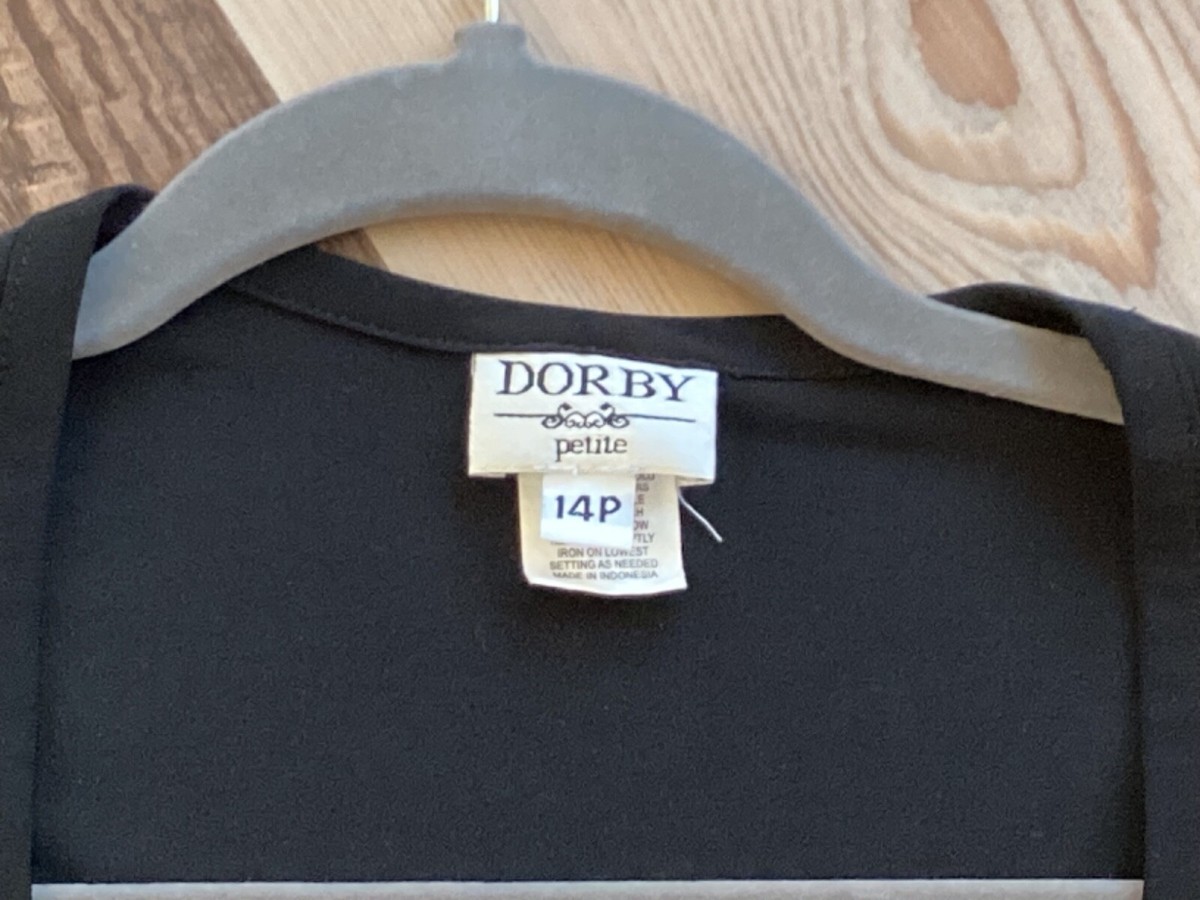 DORBY
petite
14P
IRON ON LOWEST
SETTING AS NEEDED
MADE IN INDONESIA